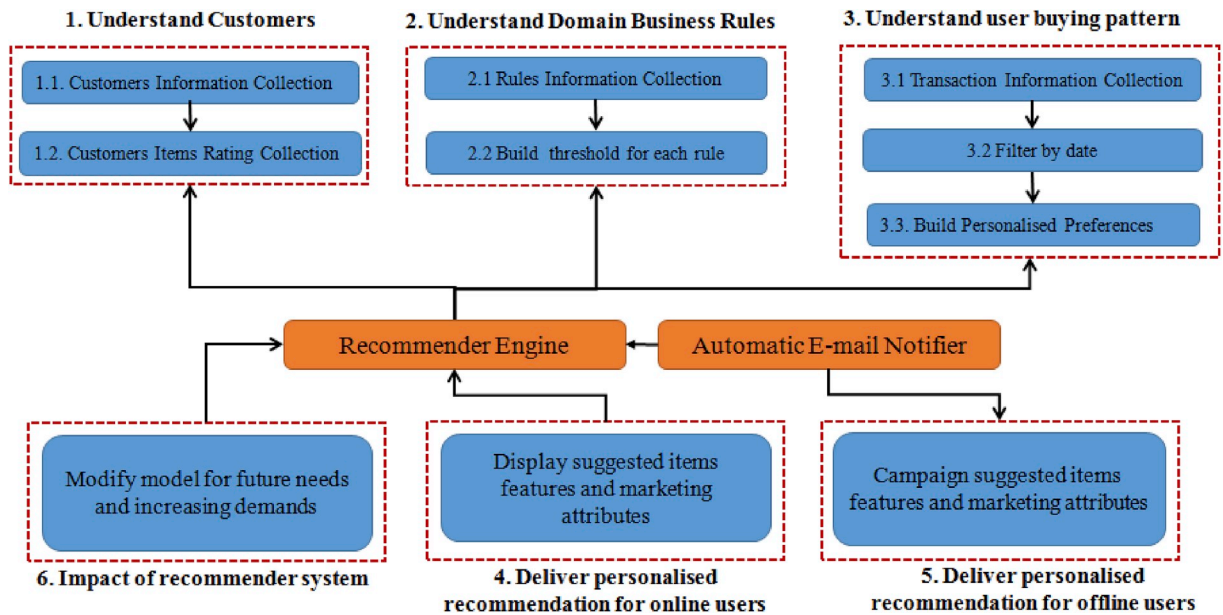 1. Understand Customers
1.1. Customers Information Collection
1.2. Customers Items Rating Collection
2. Understand Domain Business Rules
2.1 Rules Information Collection
2.2 Build threshold for each rule
3. Understand user buying pattern
3.1 Transaction Information Collection
3.2 Filter by date
3.3. Build Personalised Preferences
Recommender Engine
Automatic E-mail Notifier
Modify model for future needs
and increasing demands
6. Impact of recommender system
Display suggested items
features and marketing
attributes
4. Deliver personalised
recommendation for online users
Campaign suggested items
features and marketing attributes
5. Deliver personalised
recommendation for offline users